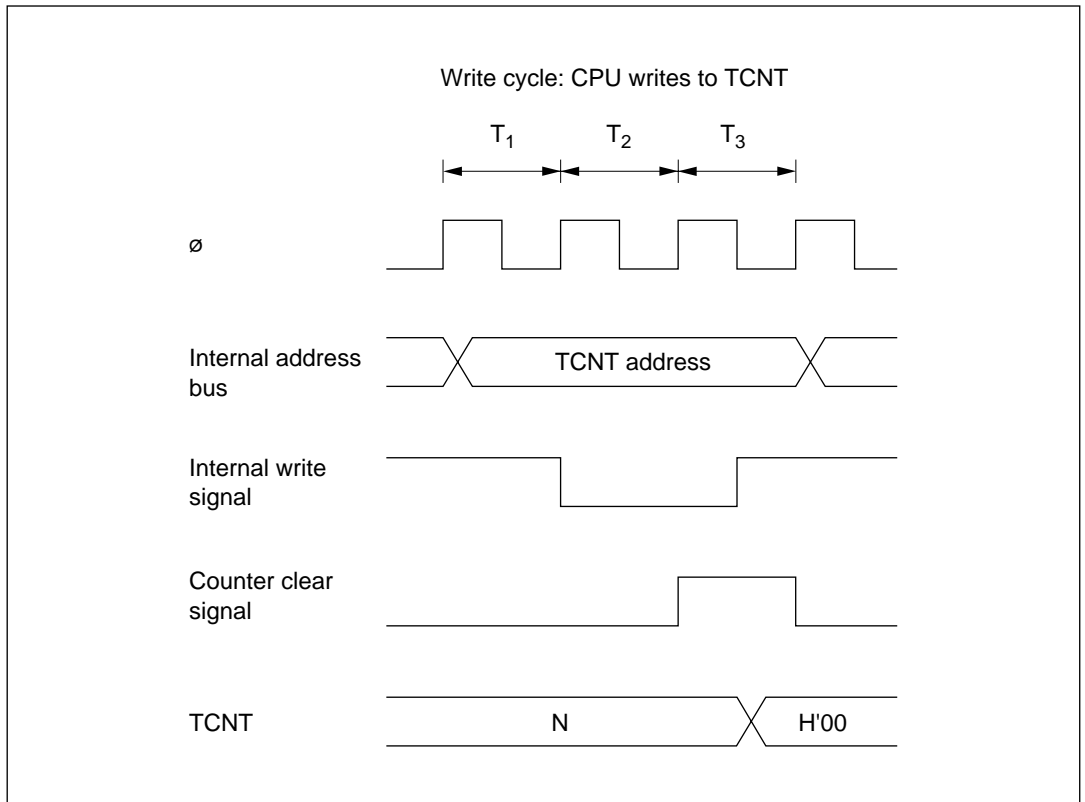 Write cycle: CPU writes to TCNT
T1 T2 T3
ø
Internal address
bus
TCNT address
Internal write
signal
Counter clear
signal
TCNT N H'00